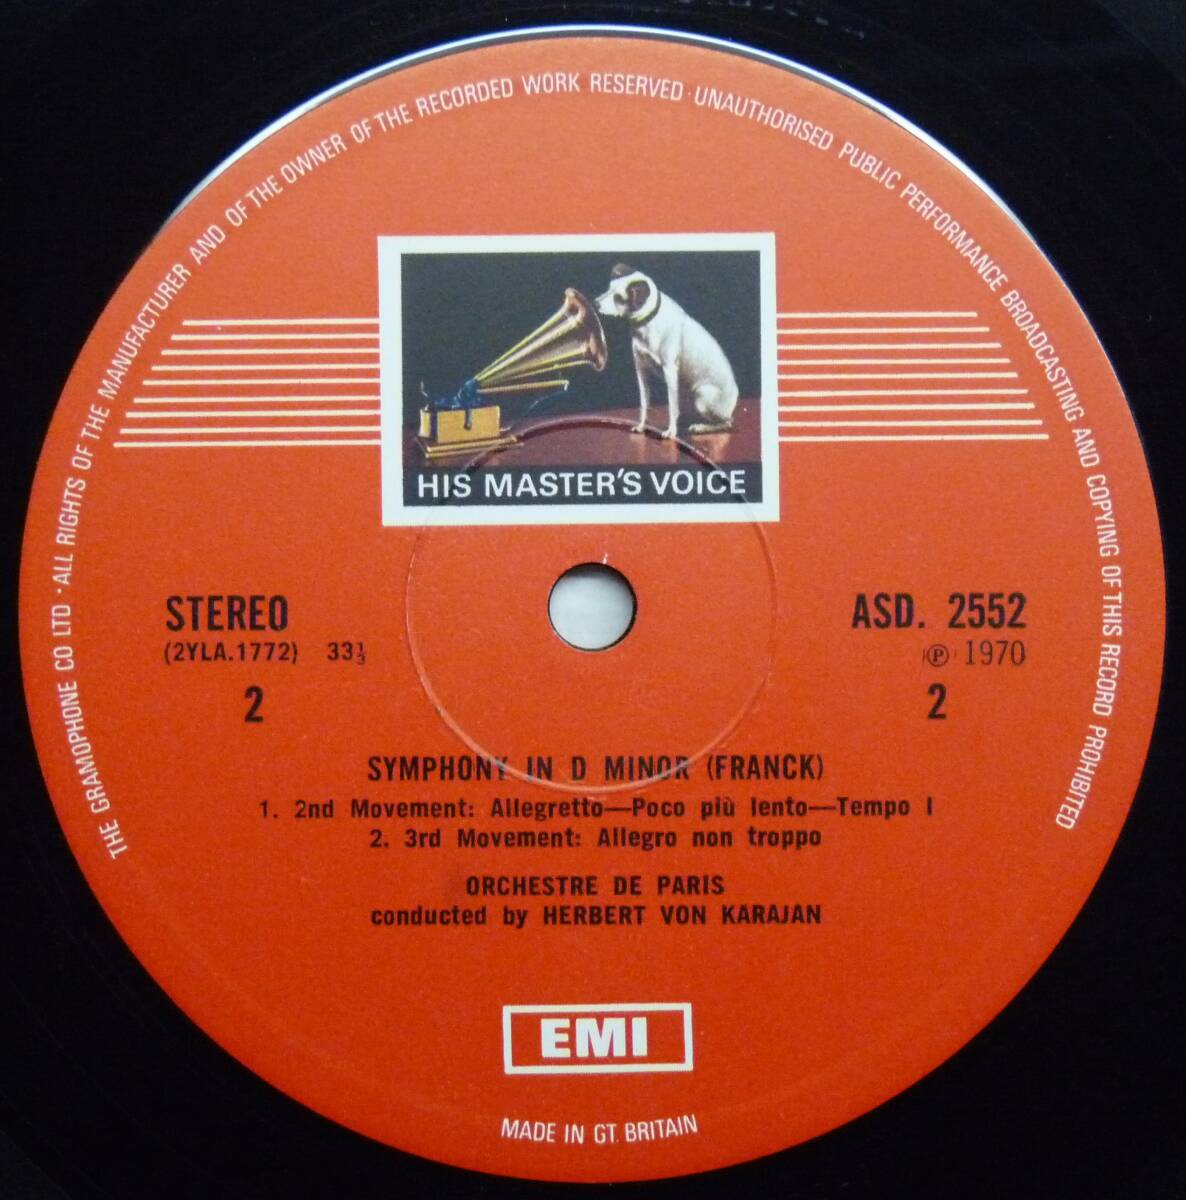 THE GRAMOPHONE CO LTD · ALL RIGHTS OF THE MANUFACTURER AND OF THE OWNER OF THE RECORDED WORK RESERVED · UNAUTHORISED PUBLIC PERFORMANCE BROADCASTING AND COPYING OF THIS RECORD PROHIBITED
HIS MASTER'S VOICE
STEREO
(2YLA.1772) 33⅓
2
ASD. 2552
℗ 1970
2
SYMPHONY IN D MINOR (FRANCK)
1. 2nd Movement: Allegretto—Poco più lento—Tempo I
2. 3rd Movement: Allegro non troppo
ORCHESTRE DE PARIS
conducted by HERBERT VON KARAJAN
EMI
MADE IN GT. BRITAIN